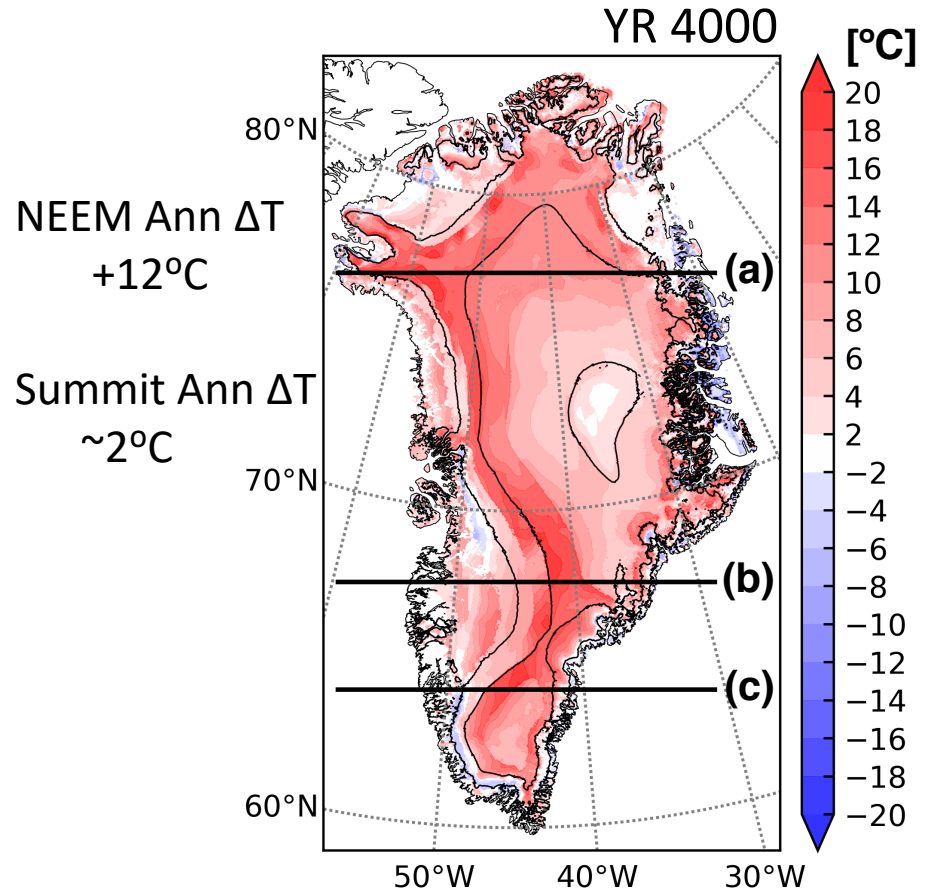 YR 4000
[°C]
NEEM Ann ΔT
+12°C
Summit Ann ΔT
~2°C
80°N
70°N
60°N
50°W
40°W
30°W
(a)
(b)
(c)
20
18
16
14
12
10
8
6
4
2
−2
−4
−6
−8
−10
−12
−14
−16
−18
−20